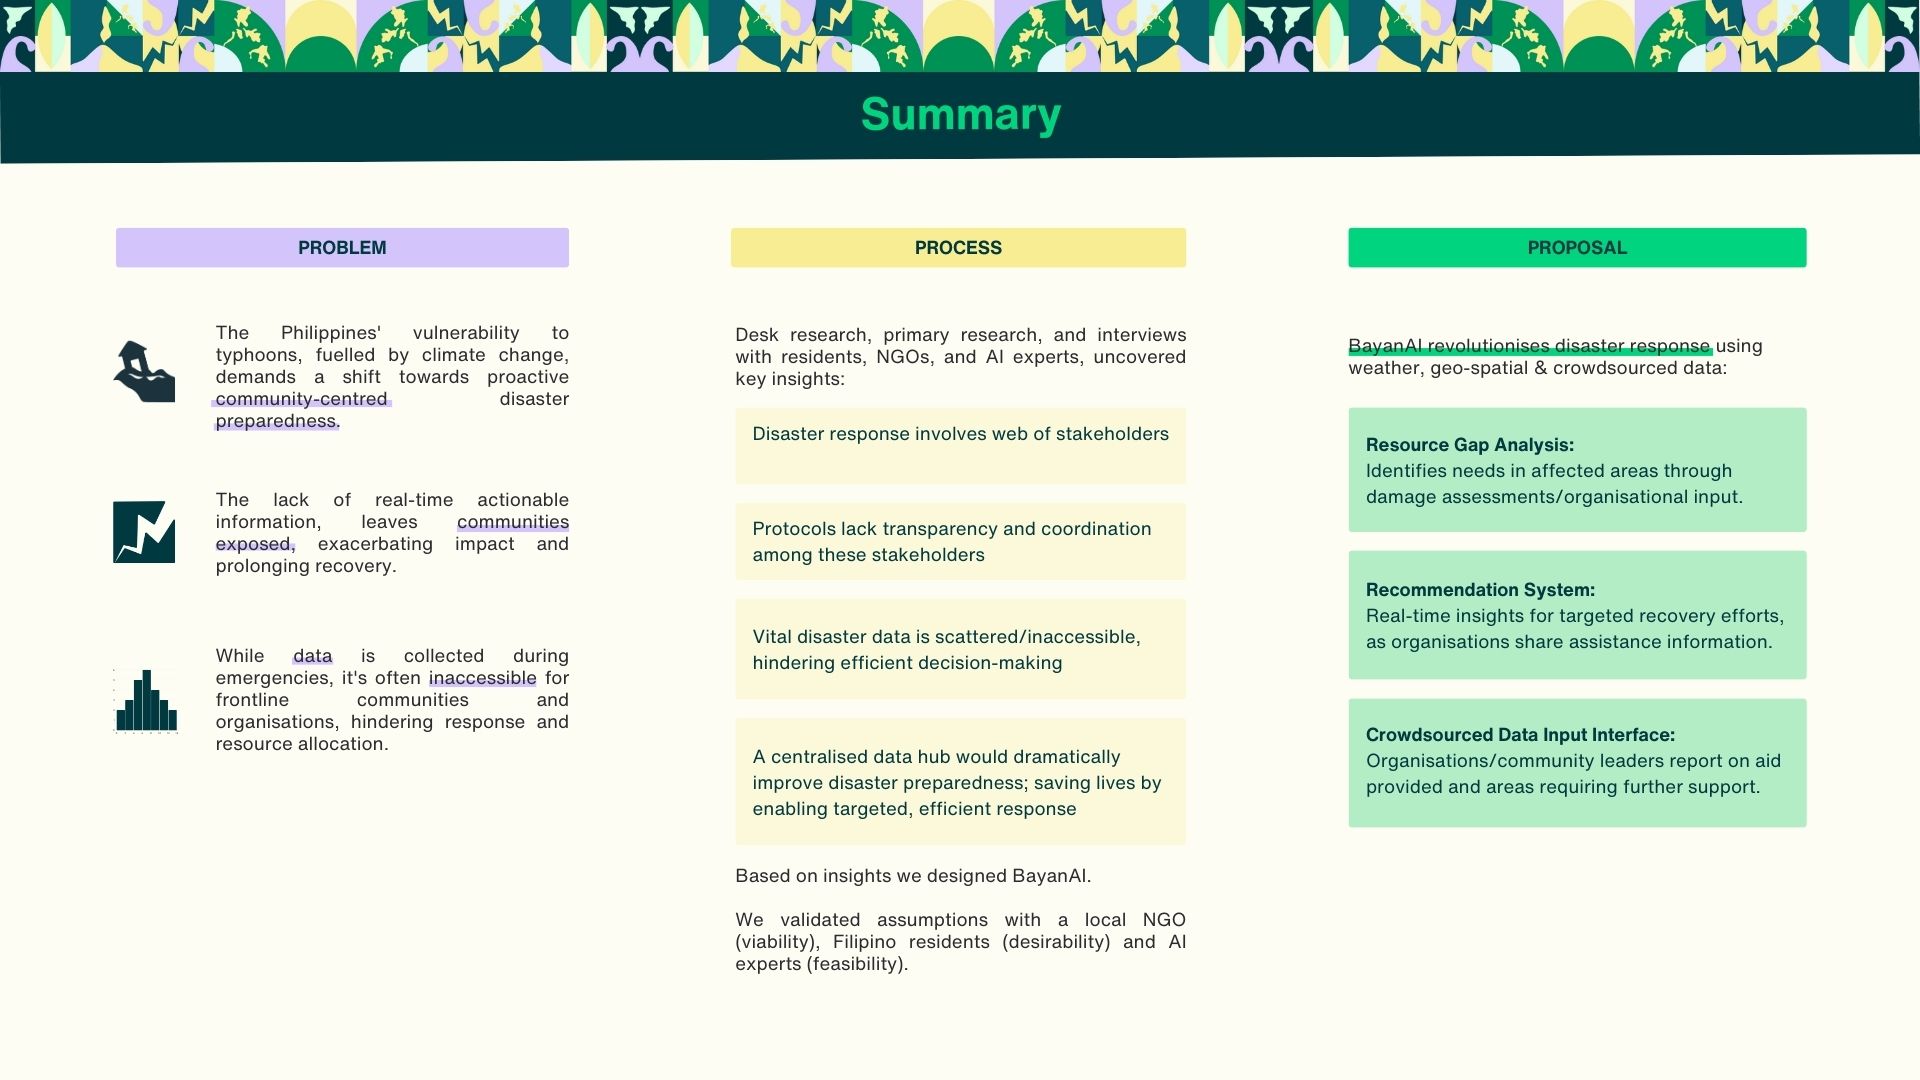 Summary
PROBLEM
The Philippines' vulnerability to
typhoons, fuelled by climate change,
demands a shift towards proactive
community-centred disaster
preparedness.
The lack of real-time actionable
information, leaves communities
exposed, exacerbating impact and
prolonging recovery.
While data is collected during
emergencies, it's often inaccessible for
frontline communities and
organisations, hindering response and
resource allocation.
PROCESS
Desk research, primary research, and interviews
with residents, NGOs, and AI experts, uncovered
key insights:
Disaster response involves web of stakeholders
Protocols lack transparency and coordination
among these stakeholders
Vital disaster data is scattered/inaccessible,
hindering efficient decision-making
A centralised data hub would dramatically
improve disaster preparedness; saving lives by
enabling targeted, efficient response
Based on insights we designed BayanAI.
We validated assumptions with a local NGO
(viability), Filipino residents (desirability) and AI
experts (feasibility).
PROPOSAL
BayanAI revolutionises disaster response using
weather, geo-spatial & crowdsourced data:
Resource Gap Analysis:
Identifies needs in affected areas through
damage assessments/organisational input.
Recommendation System:
Real-time insights for targeted recovery efforts,
as organisations share assistance information.
Crowdsourced Data Input Interface:
Organisations/community leaders report on aid
provided and areas requiring further support.